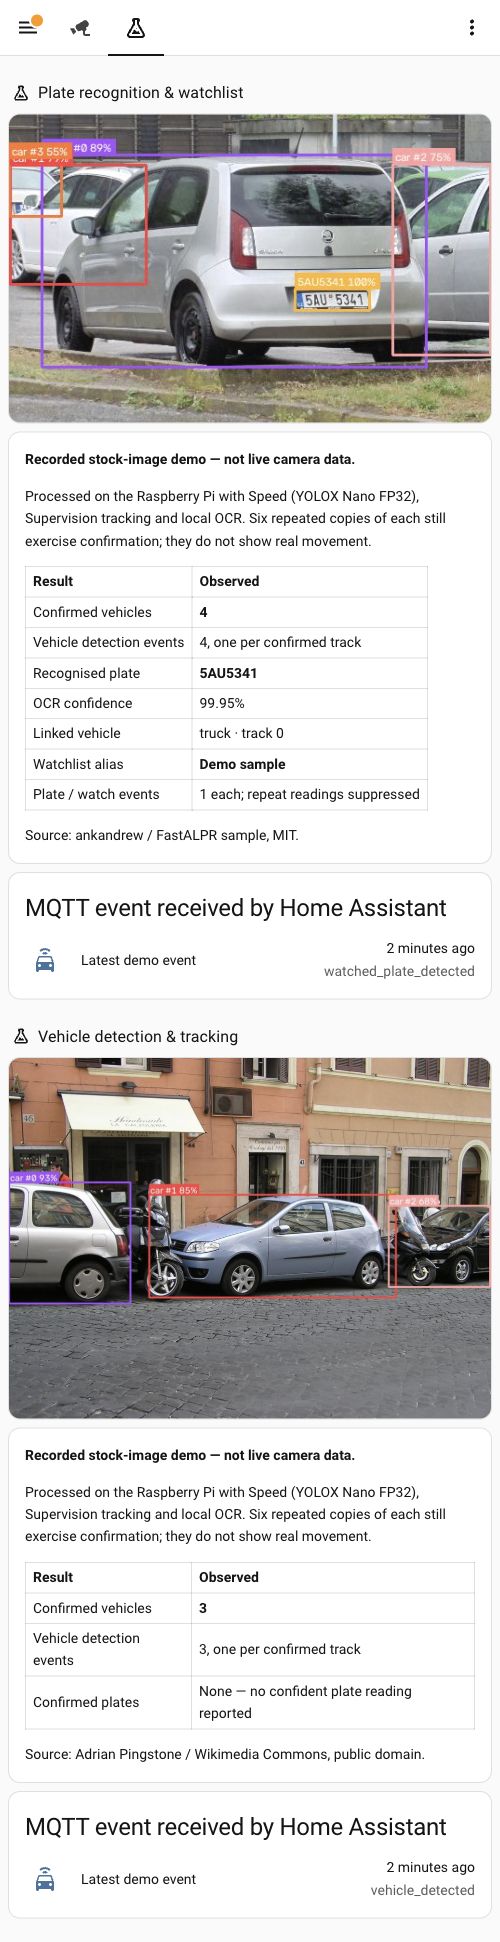 Plate recognition & watchlist
car #3 55%
#0 89%
car #2 75%
5AU5341 100%
5AU 5341
Recorded stock-image demo — not live camera data.
Processed on the Raspberry Pi with Speed (YOLOX Nano FP32),
Supervision tracking and local OCR. Six repeated copies of each still
exercise confirmation; they do not show real movement.
Result Observed
Confirmed vehicles 4
Vehicle detection events 4, one per confirmed track
Recognised plate 5AU5341
OCR confidence 99.95%
Linked vehicle truck · track 0
Watchlist alias Demo sample
Plate / watch events 1 each; repeat readings suppressed
Source: ankandrew / FastALPR sample, MIT.
MQTT event received by Home Assistant
Latest demo event
2 minutes ago
watched_plate_detected
Vehicle detection & tracking
46
car #0 93%
car #1 85%
car #2 68%
Recorded stock-image demo — not live camera data.
Processed on the Raspberry Pi with Speed (YOLOX Nano FP32),
Supervision tracking and local OCR. Six repeated copies of each still
exercise confirmation; they do not show real movement.
Result Observed
Confirmed vehicles 3
Vehicle detection
events
3, one per confirmed track
Confirmed plates
None — no confident plate reading
reported
Source: Adrian Pingstone / Wikimedia Commons, public domain.
MQTT event received by Home Assistant
Latest demo event
2 minutes ago
vehicle_detected